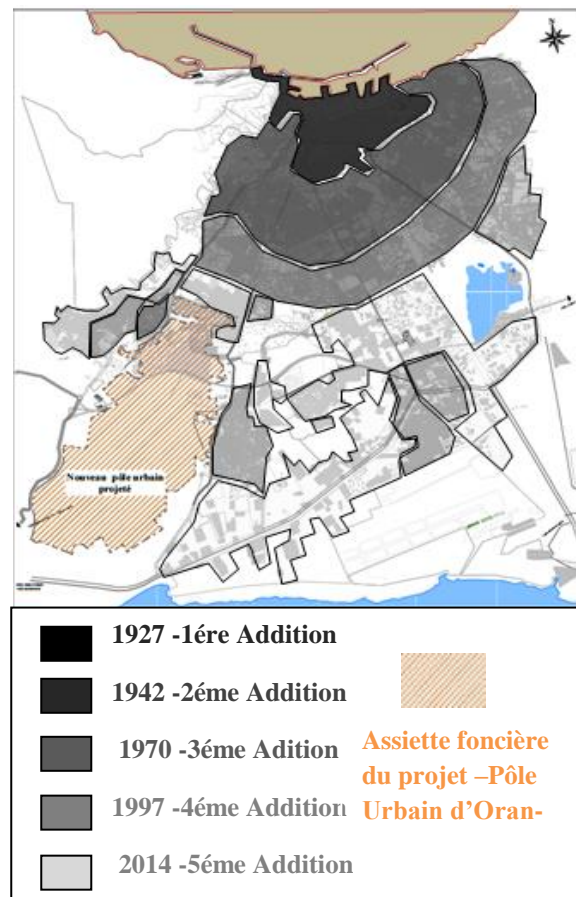 Nouveau pôle urbain
projeté
1927 -1ére Addition
1942 -2éme Addition
1970 -3éme Adition
1997 -4éme Addition
2014 -5éme Addition
Assiette foncière
du projet –Pôle
Urbain d’Oran-